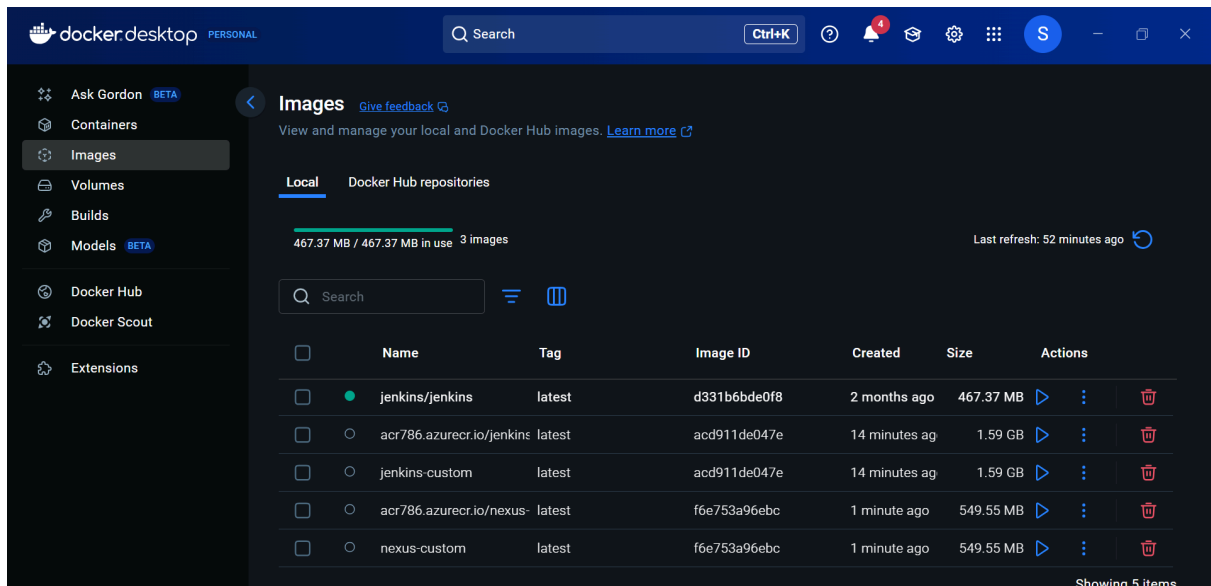 docker.desktop PERSONAL Search Ctrl+K 4 S
Ask Gordon BETA
Containers
Images
Volumes
Builds
Models BETA
Docker Hub
Docker Scout
Extensions
Images Give feedback
View and manage your local and Docker Hub images. Learn more
Local Docker Hub repositories
467.37 MB / 467.37 MB in use 3 images Last refresh: 52 minutes ago
Search
Name Tag Image ID Created Size Actions
jenkins/jenkins latest d331b6bde0f8 2 months ago 467.37 MB
acr786.azurecr.io/jenkins latest acd911de047e 14 minutes ag 1.59 GB
jenkins-custom latest acd911de047e 14 minutes ag 1.59 GB
acr786.azurecr.io/nexus- latest f6e753a96ebc 1 minute ago 549.55 MB
nexus-custom latest f6e753a96ebc 1 minute ago 549.55 MB
Showing 5 items